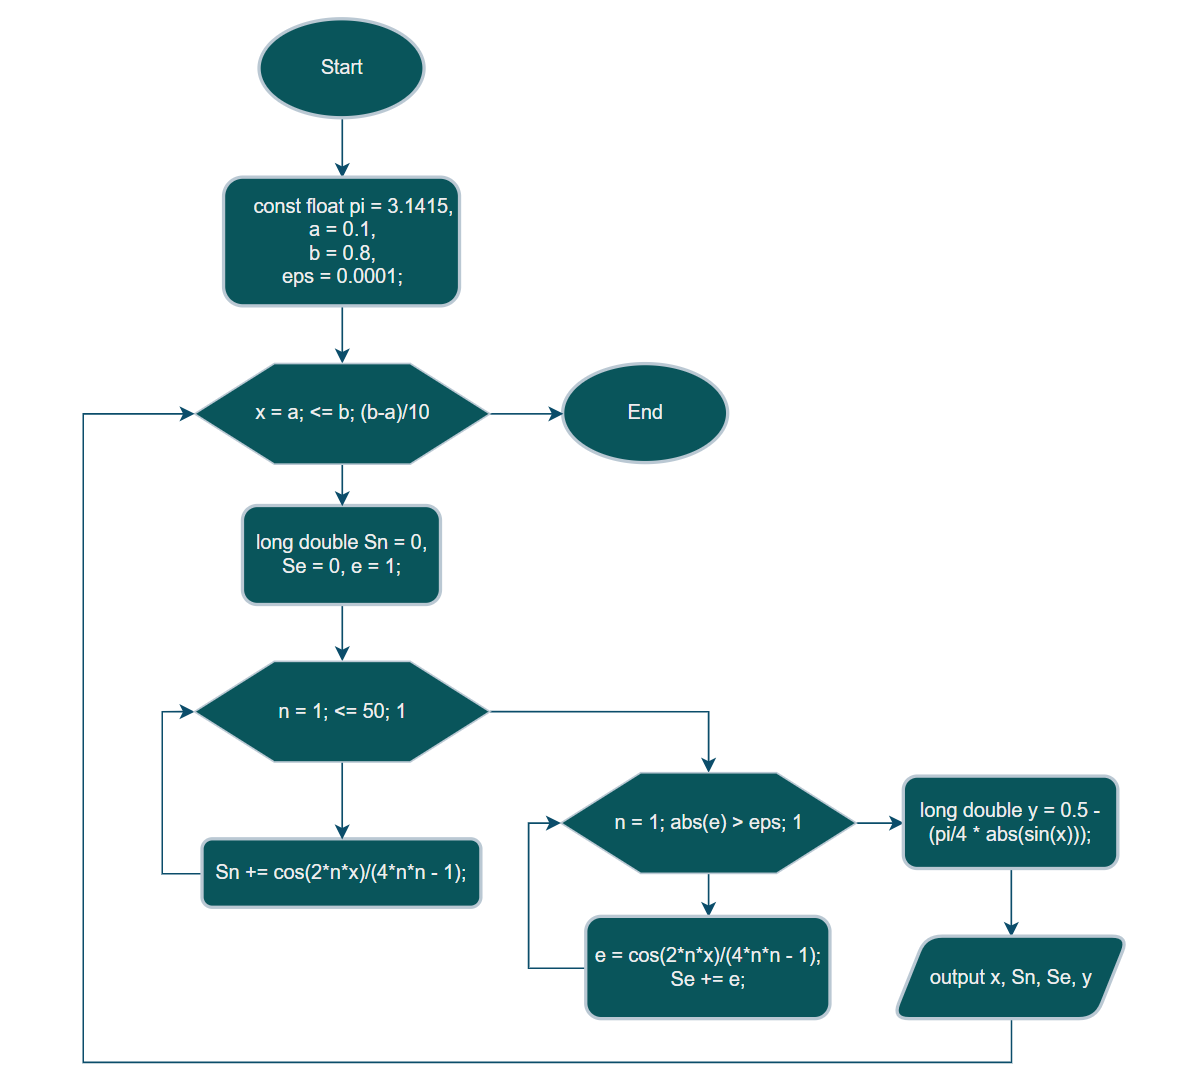 Start
const float pi = 3.1415,
a = 0.1,
b = 0.8,
eps = 0.0001;
x = a; <= b; (b-a)/10
End
long double Sn = 0,
Se = 0, e = 1;
n = 1; <= 50; 1
Sn += cos(2*n*x)/(4*n*n - 1);
n = 1; abs(e) > eps; 1
e = cos(2*n*x)/(4*n*n - 1);
Se += e;
long double y = 0.5 -
(pi/4 * abs(sin(x)));
output x, Sn, Se, y